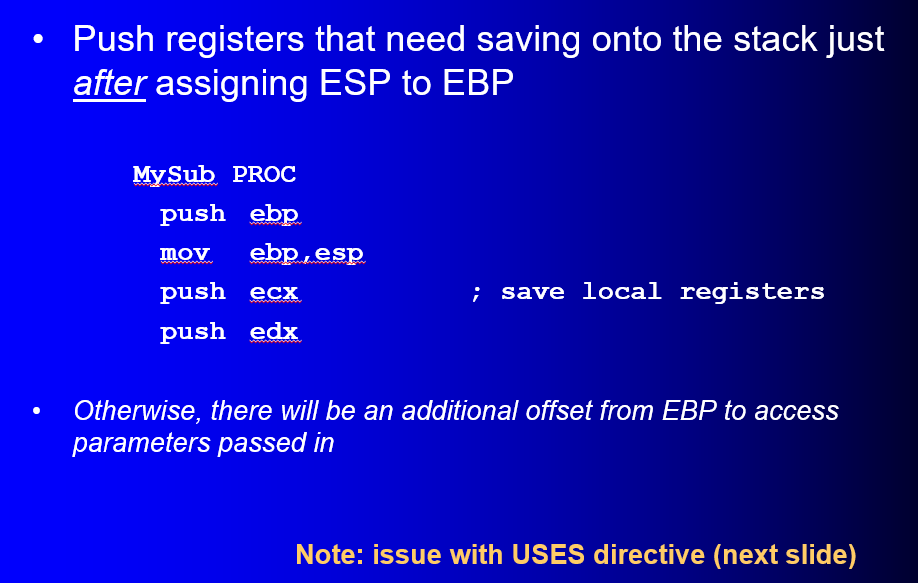 • Push registers that need saving onto the stack just
after assigning ESP to EBP
MySub PROC
push ebp
mov ebp,esp
push ecx ; save local registers
push edx
• Otherwise, there will be an additional offset from EBP to access
parameters passed in
Note: issue with USES directive (next slide)